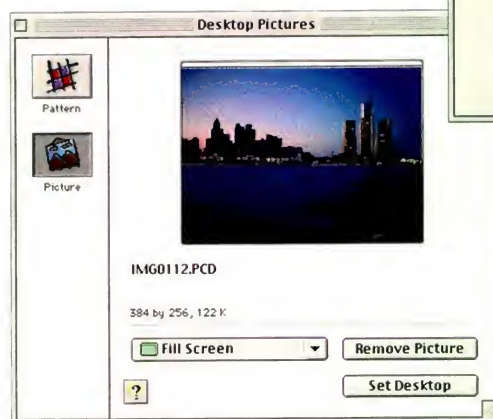 Desktop Pictures
Pattern
Picture
IMG0112.PCD
384 by 256, 122 K
Fill Screen
Remove Picture
?
Set Desktop